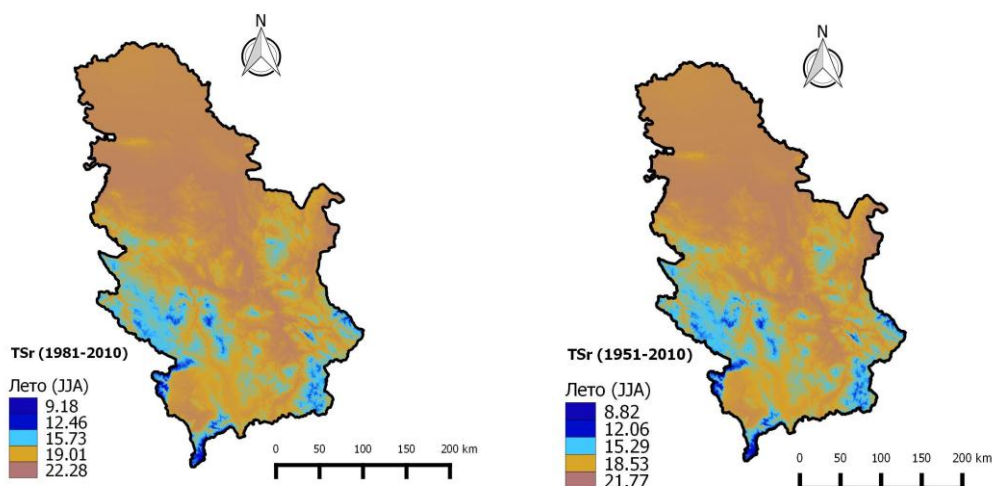 N
TSr (1981-2010)
Лето (JJA)
9.18
12.46
15.73
19.01
22.28
0 50 100 150 200 km
N
TSr (1951-2010)
Лето (JJA)
8.82
12.06
15.29
18.53
21.77
0 50 100 150 200 km